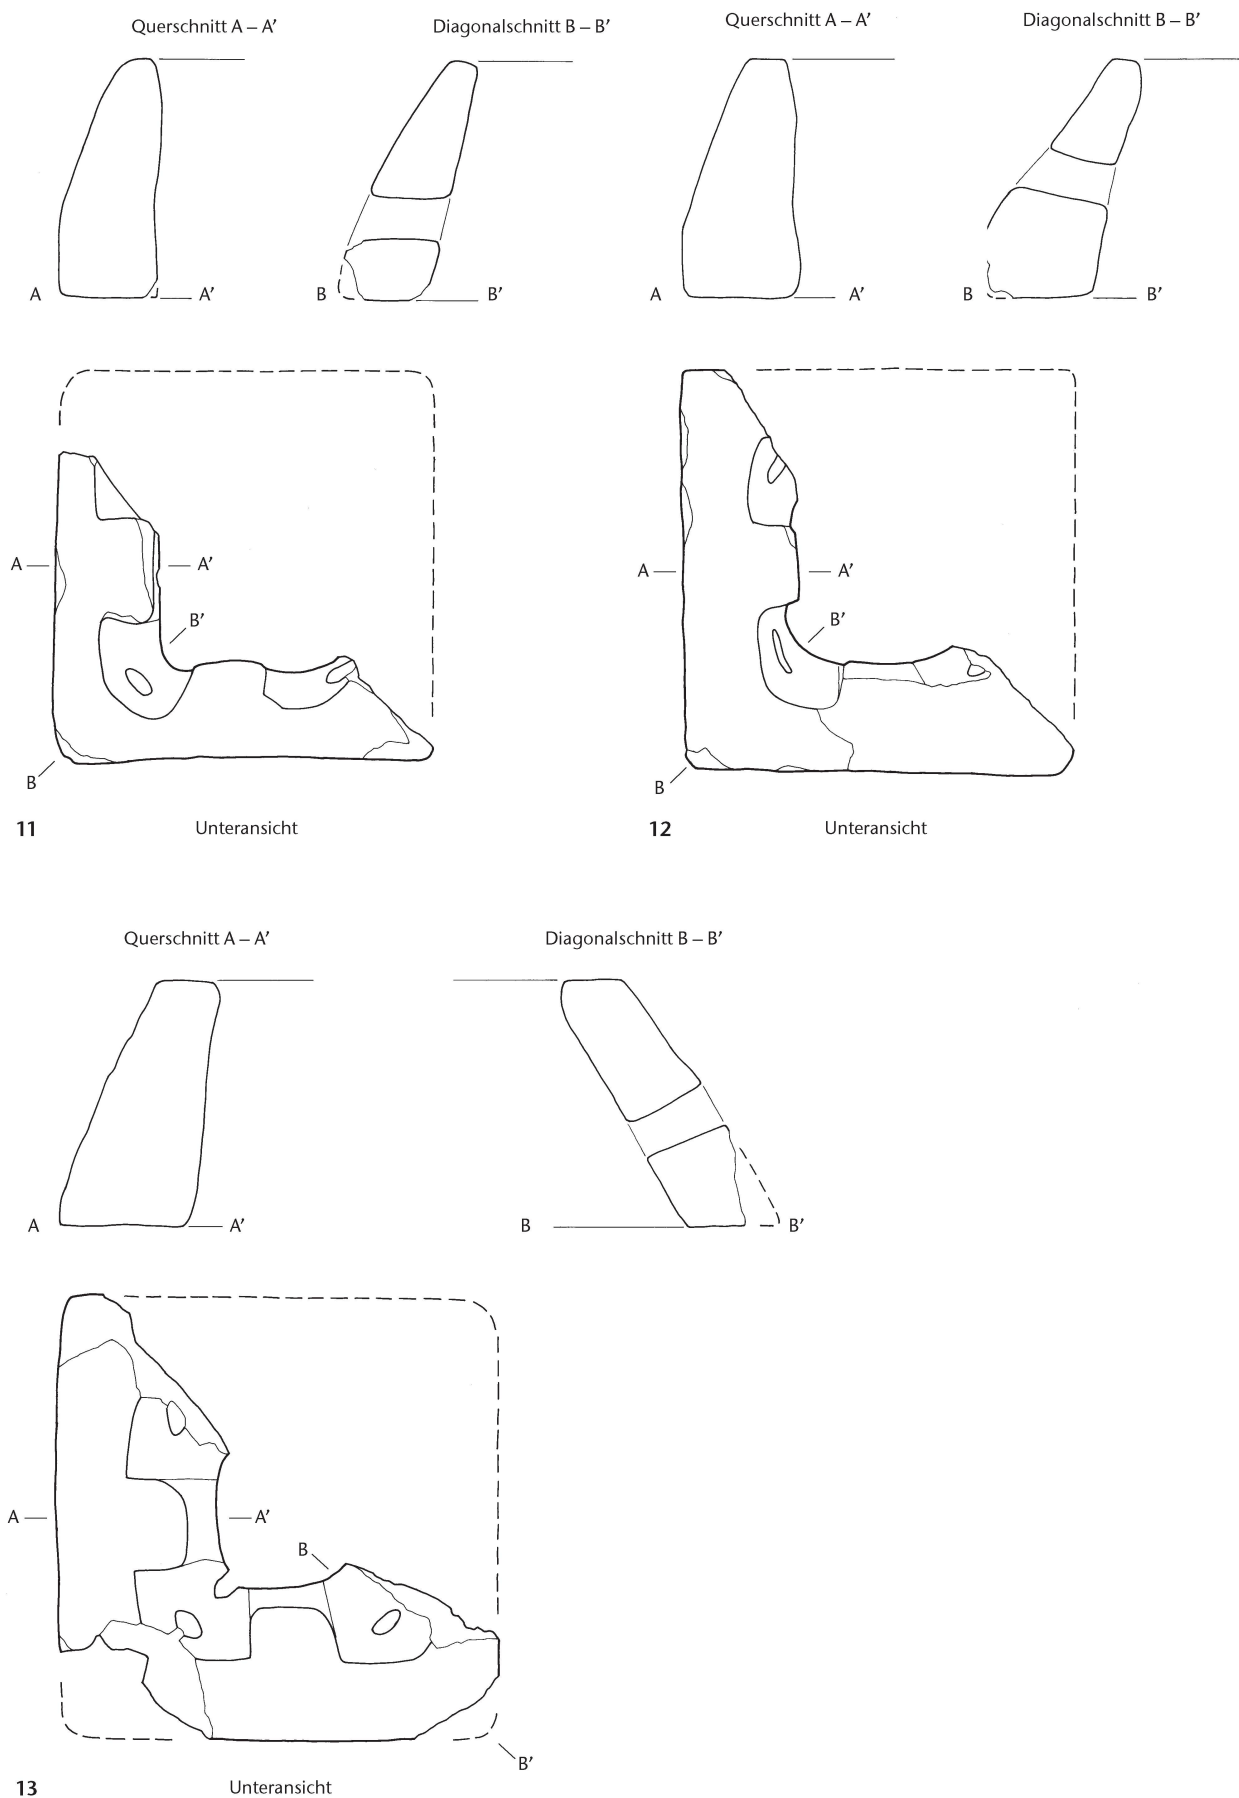 Querschnitt A – A’
Diagonalschnitt B – B’
Querschnitt A – A’
Diagonalschnitt B – B’
A
A’
B
B’
A
A’
B
B’
A
A’
B’
B
A
A’
B’
B
11
Unteransicht
12
Unteransicht
Querschnitt A – A’
Diagonalschnitt B – B’
A
A’
B
B’
A
A’
B
B’
13
Unteransicht